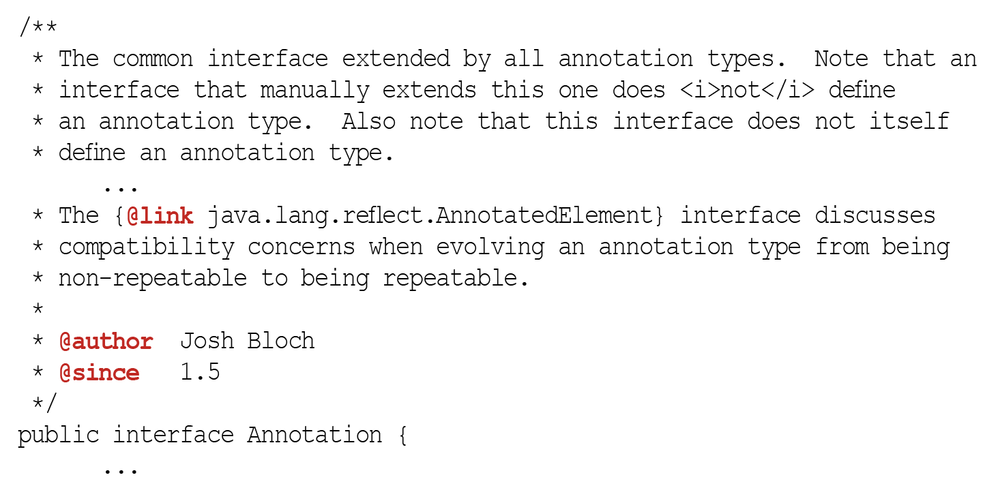 /**
 * The common interface extended by all annotation types.  Note that an
 * interface that manually extends this one does <i>not</i> define
 * an annotation type.  Also note that this interface does not itself
 * define an annotation type.
      ...
 * The {@link java.lang.reflect.AnnotatedElement} interface discusses
 * compatibility concerns when evolving an annotation type from being
 * non-repeatable to being repeatable.
 *
 * @author  Josh Bloch
 * @since   1.5
 */
public interface Annotation {
      ...